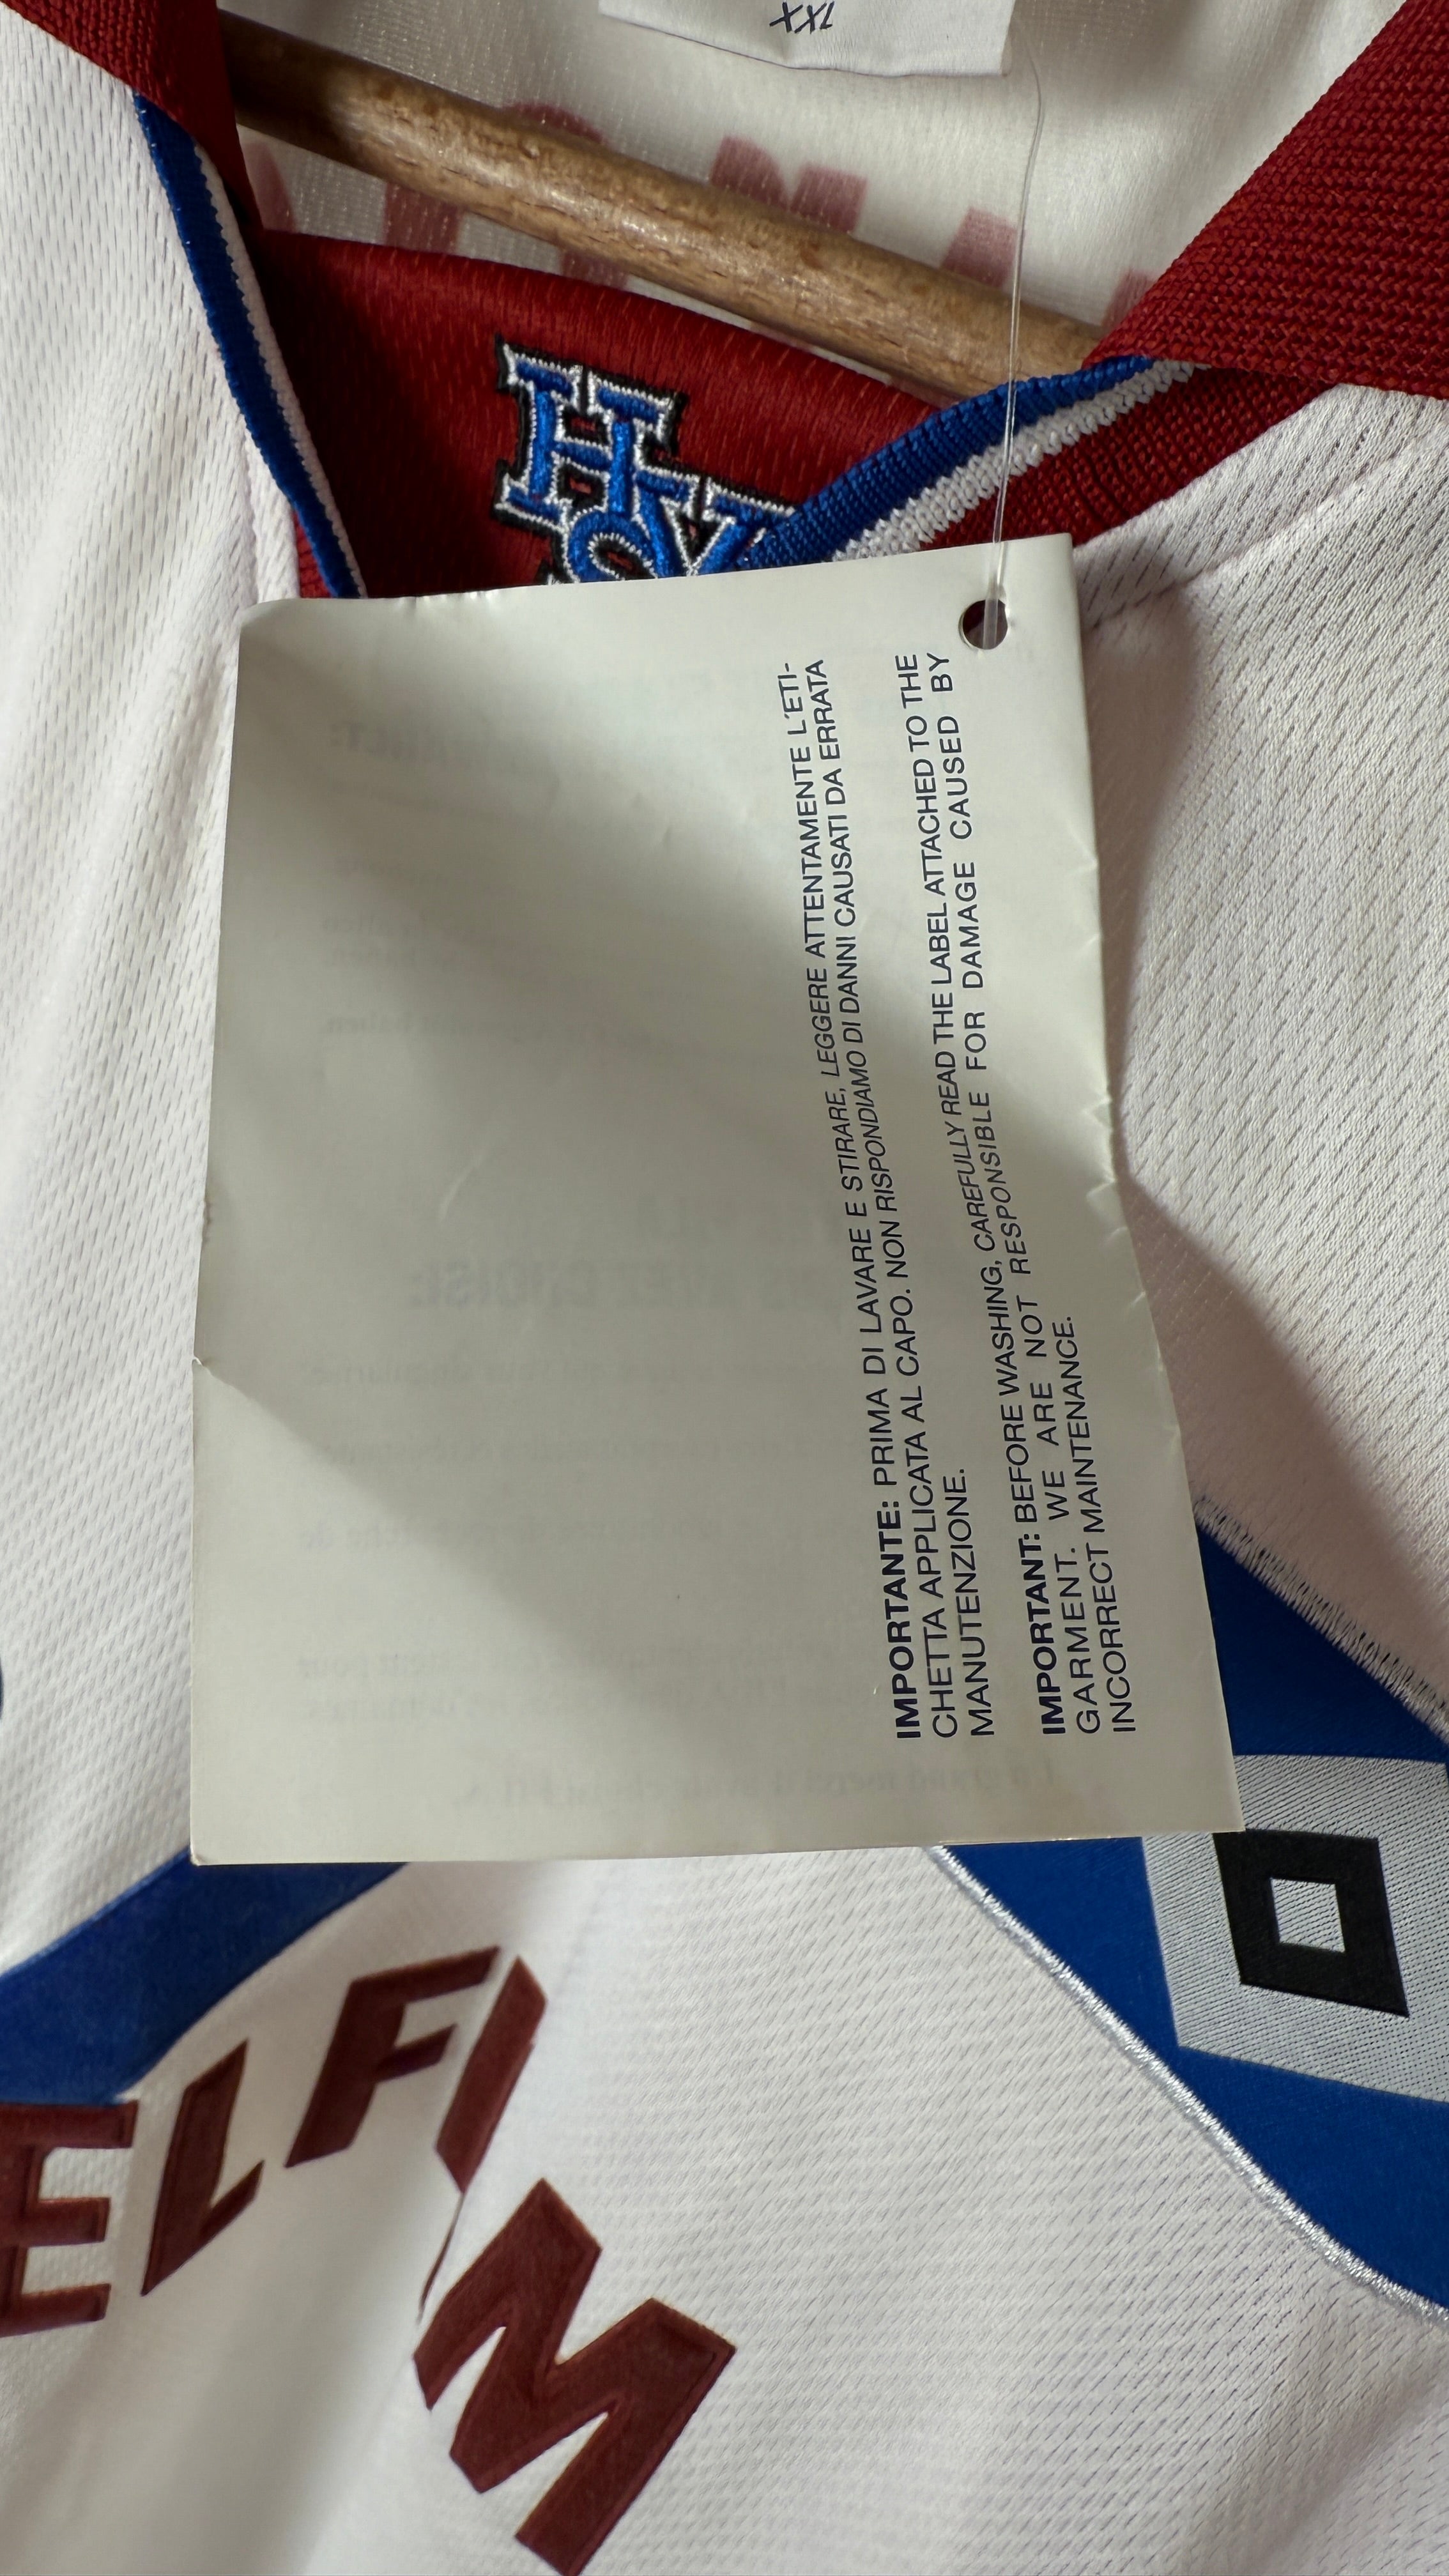 XXL
HSV
IMPORTANTE: PRIMA DI LAVARE E STIRARE, LEGGERE ATTENTAMENTE L'ETI-
CHETTA APPLICATA AL CAPO. NON RISPONDIAMO DI DANNI CAUSATI DA ERRATA
MANUTENZIONE.
IMPORTANT: BEFORE WASHING, CAREFULLY READ THE LABEL ATTACHED TO THE
GARMENT. WE ARE NOT RESPONSIBLE FOR DAMAGE CAUSED BY
INCORRECT MAINTENANCE.
ELFI
M